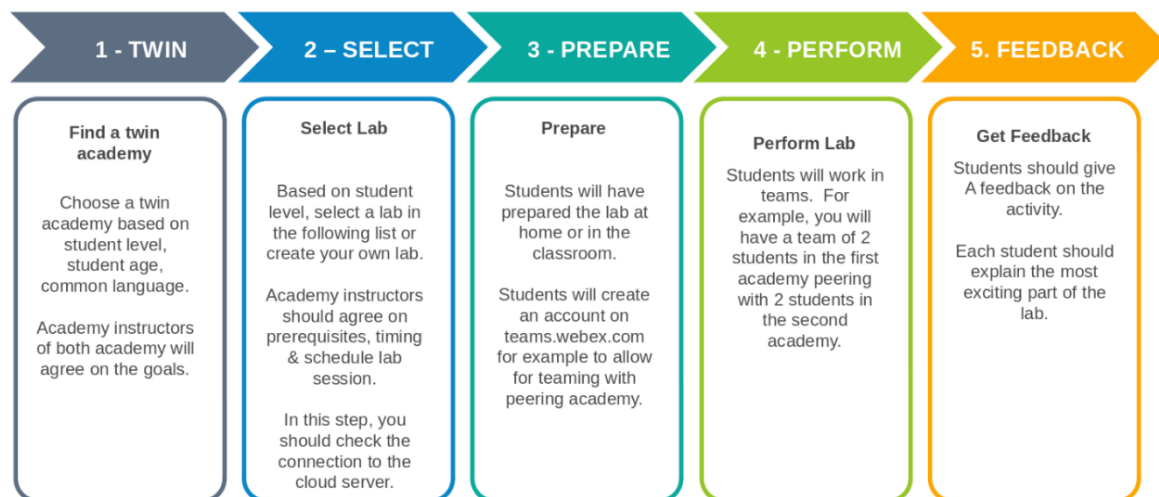 1 - TWIN
2 – SELECT
3 - PREPARE
4 - PERFORM
5. FEEDBACK
Find a twin
academy
Choose a twin
academy based on
student level,
student age,
common language.
Academy instructors
of both academy will
agree on the goals.
Select Lab
Based on student
level, select a lab in
the following list or
create your own lab.
Academy instructors
should agree on
prerequisites, timing
& schedule lab
session.
In this step, you
should check the
connection to the
cloud server.
Prepare
Students will have
prepared the lab at
home or in the
classroom.
Students will create
an account on
teams.webex.com
for example to allow
for teaming with
peering academy.
Perform Lab
Students will work in
teams.  For
example, you will
have a team of 2
students in the first
academy peering
with 2 students in
the second
academy.
Get Feedback
Students should give
A feedback on the
activity.
Each student should
explain the most
exciting part of the
lab.